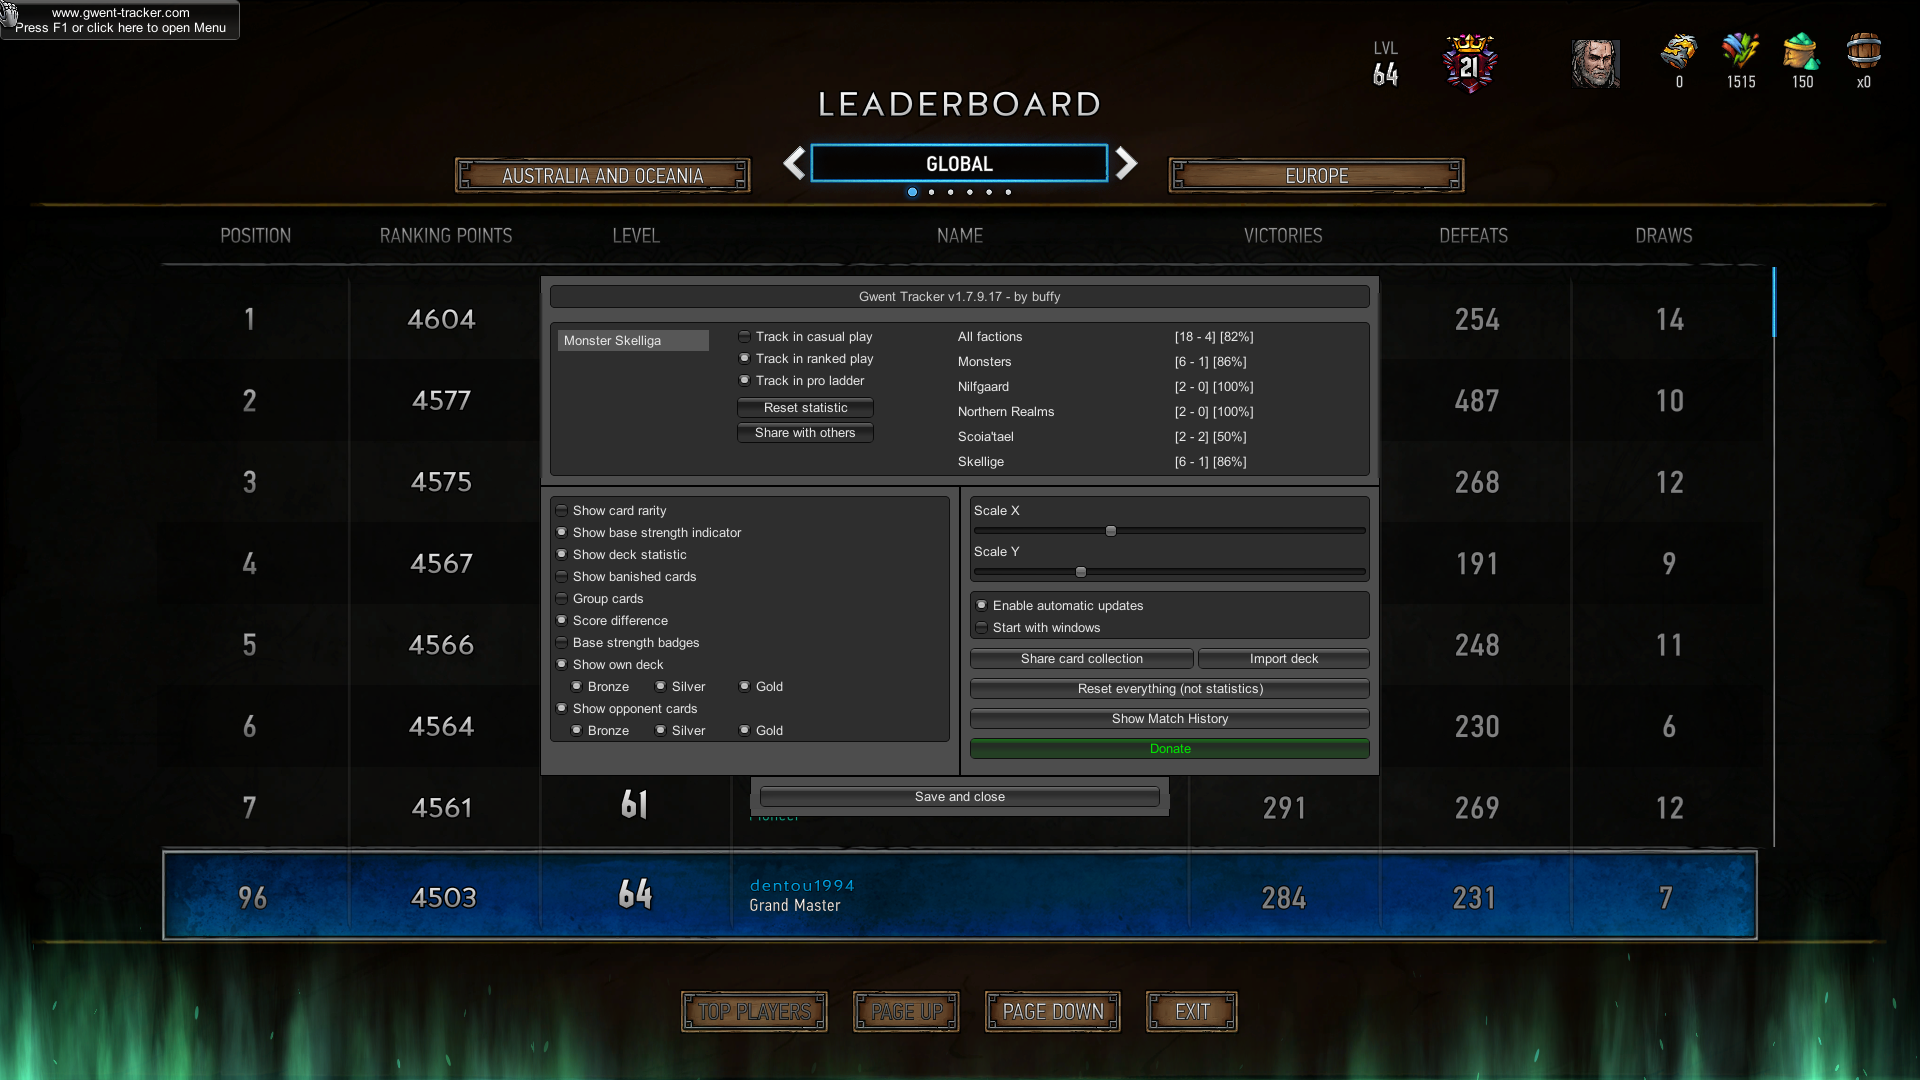 www.gwent-tracker.com
Press F1 or click here to open Menu
LVL
64
21
0
1515
150
x0
LEADERBOARD
AUSTRALIA AND OCEANIA
GLOBAL
EUROPE
POSITION RANKING POINTS LEVEL NAME VICTORIES DEFEATS DRAWS
1 4604 254 14
2 4577 487 10
3 4575 268 12
4 4567 191 9
5 4566 248 11
6 4564 230 6
7 4561 61 291 269 12
Gwent Tracker v1.7.9.17 - by buffy
Monster Skelliga
Track in casual play
Track in ranked play
Track in pro ladder
Reset statistic
Share with others
All factions [18 - 4] [82%]
Monsters [6 - 1] [86%]
Nilfgaard [2 - 0] [100%]
Northern Realms [2 - 0] [100%]
Scoia'tael [2 - 2] [50%]
Skellige [6 - 1] [86%]
Show card rarity
Show base strength indicator
Show deck statistic
Show banished cards
Group cards
Score difference
Base strength badges
Show own deck
Bronze Silver Gold
Show opponent cards
Bronze Silver Gold
Scale X
Scale Y
Enable automatic updates
Start with windows
Share card collection Import deck
Reset everything (not statistics)
Show Match History
Donate
Save and close
Pioneer
96 4503 64 dentou1994 284 231 7
Grand Master
TOP PLAYERS PAGE UP PAGE DOWN EXIT